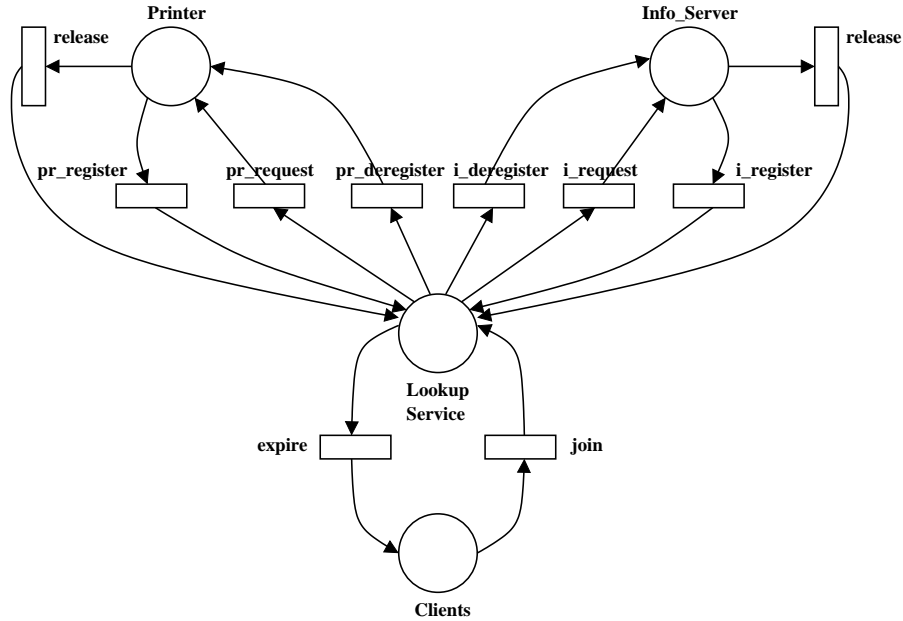 Printer
Info_Server
release
release
pr_register
pr_request
pr_deregister
i_deregister
i_request
i_register
Lookup
Service
expire
join
Clients